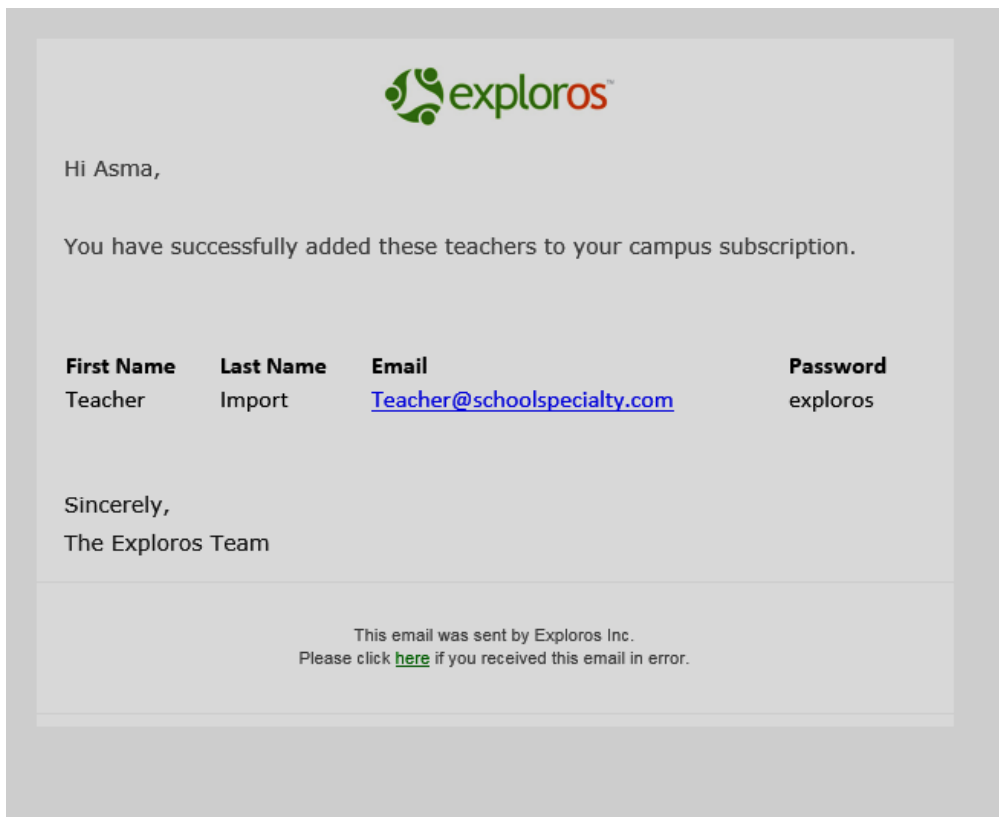 exploros™
Hi Asma,
You have successfully added these teachers to your campus subscription.
First Name Last Name Email Password
Teacher Import Teacher@schoolspecialty.com exploros
Sincerely,
The Exploros Team
This email was sent by Exploros Inc.
Please click here if you received this email in error.